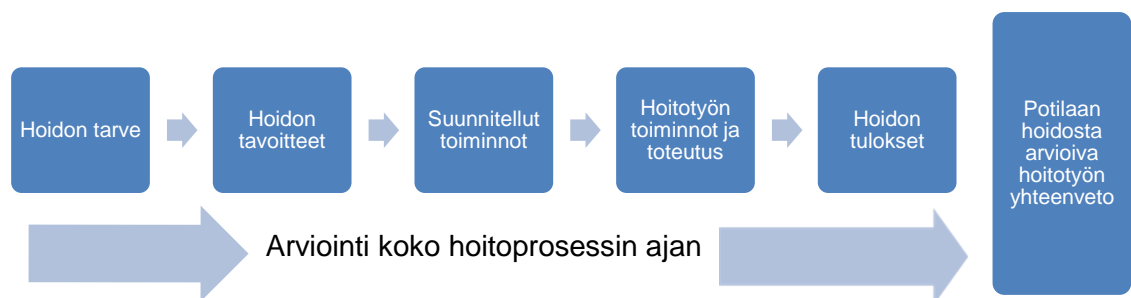 Hoidon tarve
Hoidon
tavoitteet
Suunnitellut
toiminnot
Hoitotyön
toiminnot ja
toteutus
Hoidon
tulokset
Potilaan
hoidosta
arvioiva
hoitotyön
yhteenveto
Arviointi koko hoitoprosessin ajan